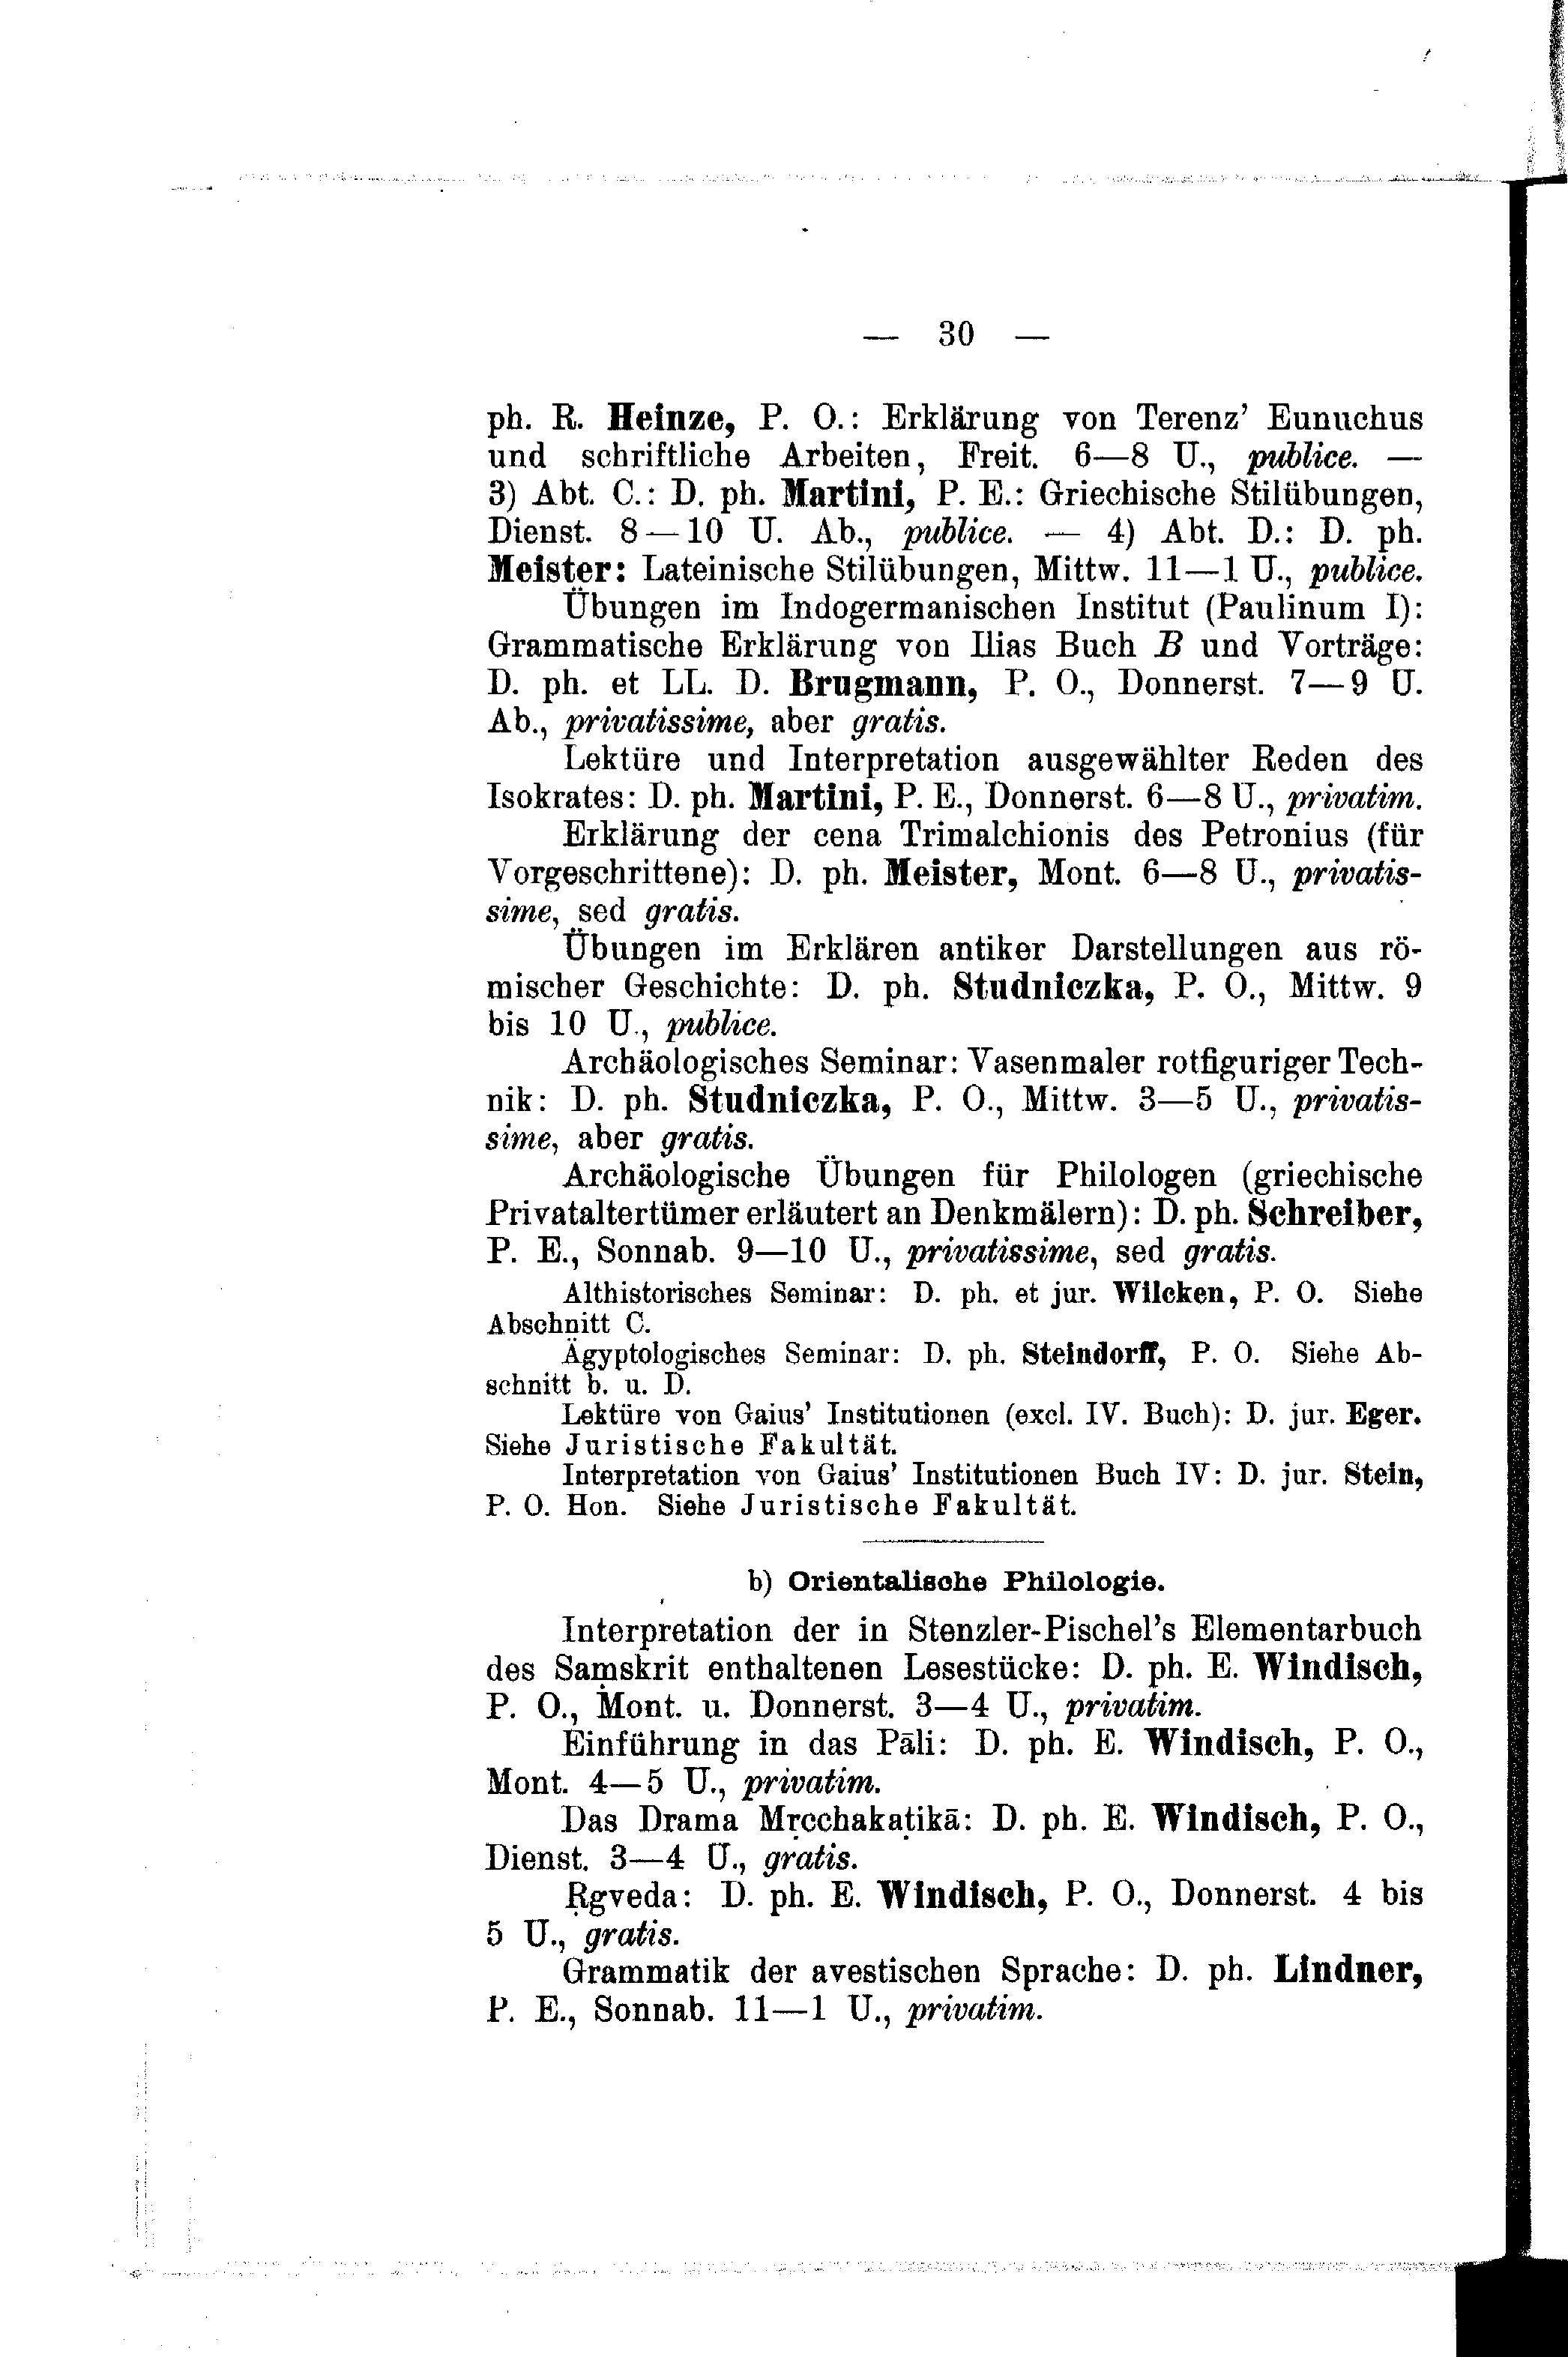 — 30 —
ph. R. Heinze, P. O.: Erklärung von Terenz' Eunuchus
und schriftliche Arbeiten, Freit. 6—8 U., publice. —
3) Abt. C.: D. ph. Martini, P. E.: Griechische Stilübungen,
Dienst. 8—10 U. Ab., publice. — 4) Abt. D.: D. ph.
Meister: Lateinische Stilübungen, Mittw. 11—1 U., publice.
Übungen im Indogermanischen Institut (Paulinum I):
Grammatische Erklärung von Ilias Buch B und Vorträge:
D. ph. et LL. D. Brugmann, P. O., Donnerst. 7—9 U.
Ab., privatissime, aber gratis.
Lektüre und Interpretation ausgewählter Reden des
Isokrates: D. ph. Martini, P. E., Donnerst. 6—8 U., privatim.
Erklärung der cena Trimalchionis des Petronius (für
Vorgeschrittene): D. ph. Meister, Mont. 6—8 U., privatis-
sime, sed gratis.
Übungen im Erklären antiker Darstellungen aus rö-
mischer Geschichte: D. ph. Studniczka, P. O., Mittw. 9
bis 10 U., publice.
Archäologisches Seminar: Vasenmaler rotfiguriger Tech-
nik: D. ph. Studniczka, P. O., Mittw. 3—5 U., privatis-
sime, aber gratis.
Archäologische Übungen für Philologen (griechische
Privataltertümer erläutert an Denkmälern): D. ph. Schreiber,
P. E., Sonnab. 9—10 U., privatissime, sed gratis.
Althistorisches Seminar: D. ph. et jur. Wilcken, P. O. Siehe
Abschnitt C.
Ägyptologisches Seminar: D. ph. Steindorff, P. O. Siehe Ab-
schnitt b. u. D.
Lektüre von Gaius' Institutionen (excl. IV. Buch): D. jur. Eger.
Siehe Juristische Fakultät.
Interpretation von Gaius' Institutionen Buch IV: D. jur. Stein,
P. O. Hon. Siehe Juristische Fakultät.
b) Orientalische Philologie.
Interpretation der in Stenzler-Pischel's Elementarbuch
des Saṃskrit enthaltenen Lesestücke: D. ph. E. Windisch,
P. O., Mont. u. Donnerst. 3—4 U., privatim.
Einführung in das Pāli: D. ph. E. Windisch, P. O.,
Mont. 4—5 U., privatim.
Das Drama Mṛcchakaṭikā: D. ph. E. Windisch, P. O.,
Dienst. 3—4 U., gratis.
Ṛgveda: D. ph. E. Windisch, P. O., Donnerst. 4 bis
5 U., gratis.
Grammatik der avestischen Sprache: D. ph. Lindner,
P. E., Sonnab. 11—1 U., privatim.